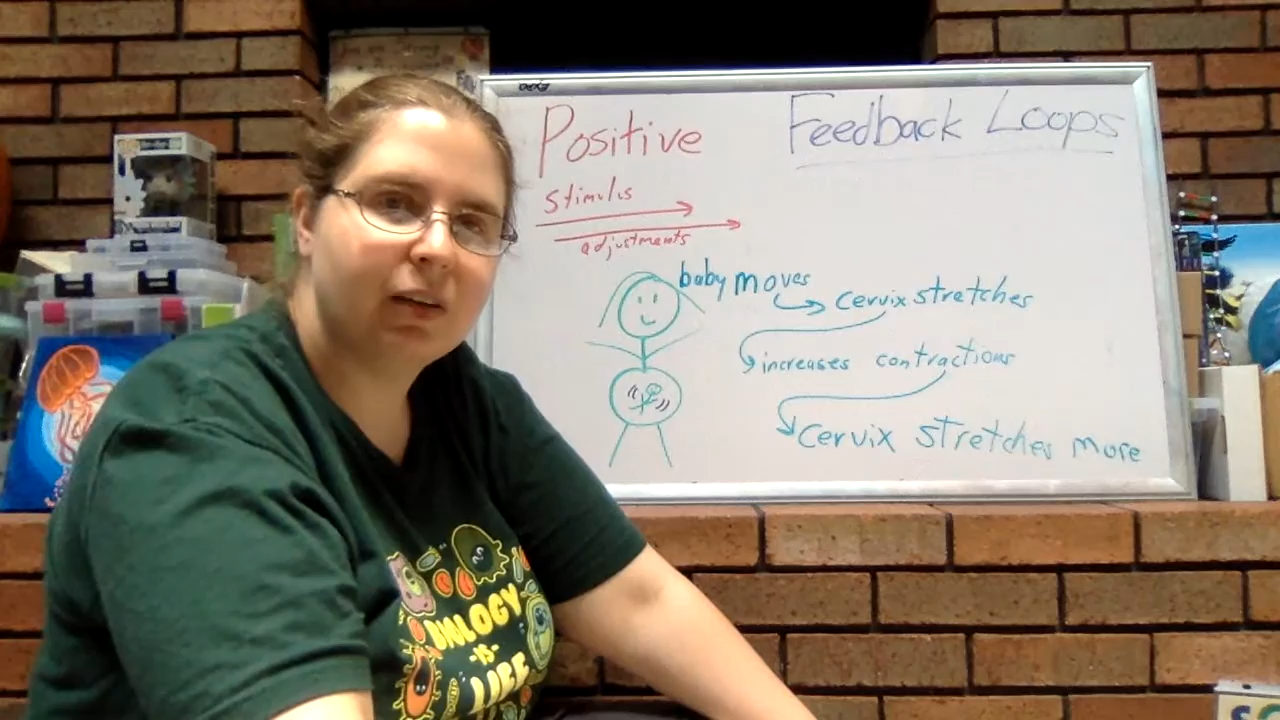 Positive
Feedback Loops
stimulus
adjustments
baby moves
cervix stretches
increases contractions
cervix stretches more
BIOLOGY
-IS-
LIFE